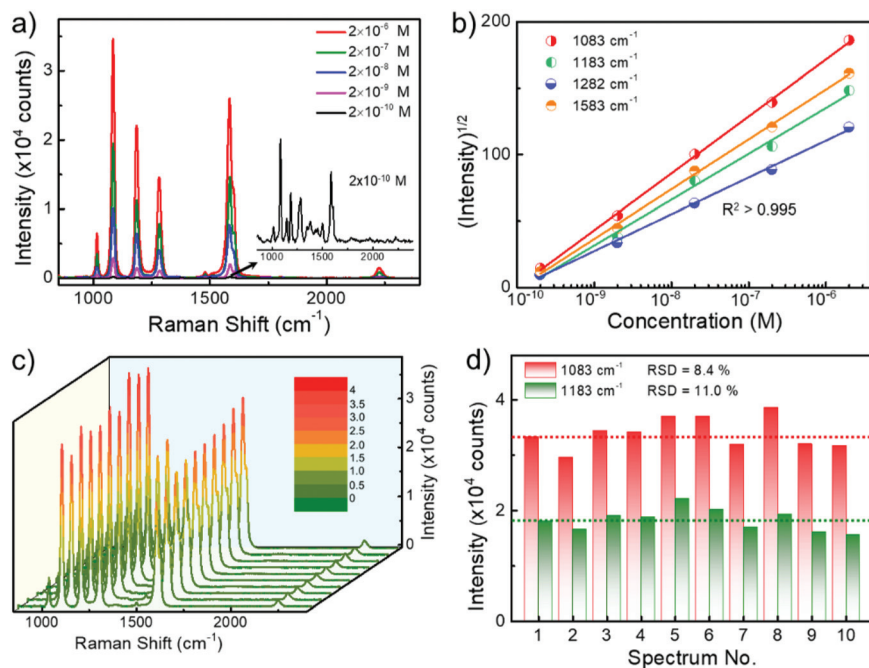 a)
2×10⁻⁶ M
2×10⁻⁷ M
2×10⁻⁸ M
2×10⁻⁹ M
2×10⁻¹⁰ M
2x10⁻¹⁰ M
1000 1500 2000
3
2
1
0
1000 1500 2000
Intensity (x10⁴ counts)
Raman Shift (cm⁻¹)
b)
1083 cm⁻¹
1183 cm⁻¹
1282 cm⁻¹
1583 cm⁻¹
R² > 0.995
200
100
0
10⁻¹⁰ 10⁻⁹ 10⁻⁸ 10⁻⁷ 10⁻⁶
(Intensity)¹/²
Concentration (M)
c)
4
3.0
2.5
2.0
1.5
1.0
0.5
0
3
2
1
0
Intensity (x10⁴ counts)
1000 1500 2000
Raman Shift (cm⁻¹)
d)
1083 cm⁻¹ RSD = 8.4 %
1183 cm⁻¹ RSD = 11.0 %
4
2
0
Intensity (x10⁴ counts)
1 2 3 4 5 6 7 8 9 10
Spectrum No.